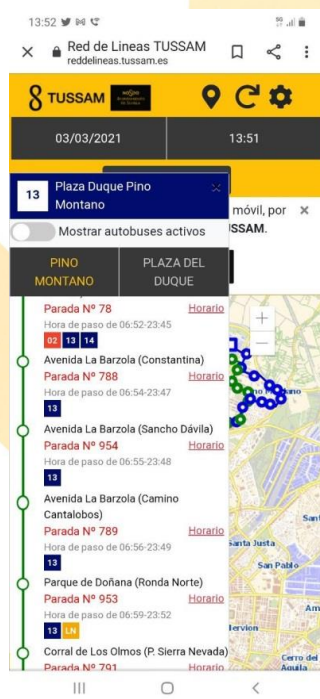 13:52
Red de Lineas TUSSAM
reddelineas.tussam.es
TUSSAM
03/03/2021
13:51
13
Plaza Duque Pino
Montano
móvil, por
Mostrar autobuses activos
PINO
MONTANO
PLAZA DEL
DUQUE
Parada Nº 78
Horario
Hora de paso de 06:52-23:45
02 13 14
Avenida La Barzola (Constantina)
Parada Nº 788
Horario
Hora de paso de 06:54-23:47
13
Avenida La Barzola (Sancho Dávila)
Parada Nº 954
Horario
Hora de paso de 06:55-23:48
13
Avenida La Barzola (Camino
Cantalobos)
Parada Nº 789
Horario
Hora de paso de 06:56-23:49
13
Parque de Doñana (Ronda Norte)
Parada Nº 953
Horario
Hora de paso de 06:59-23:52
13 LN
Corral de Los Olmos (P. Sierra Nevada)
Parada Nº 791
Horario
Santa Justa
San Pablo
Cerro del
Aguila